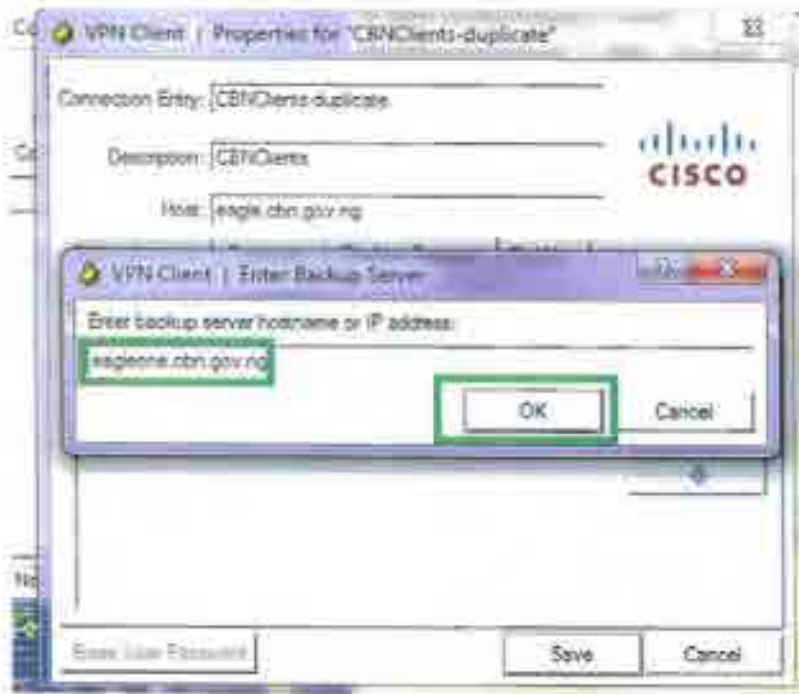 VPN Client | Properties for "CBNClients-duplicate"
Connection Entry: CBNClients-duplicate
Description: CBNClients
CISCO
Host: eagle.cbn.gov.ng
VPN Client | Enter Backup Server
Enter backup server hostname or IP address:
eagleone.cbn.gov.ng
OK
Cancel
Erase User Password
Save
Cancel